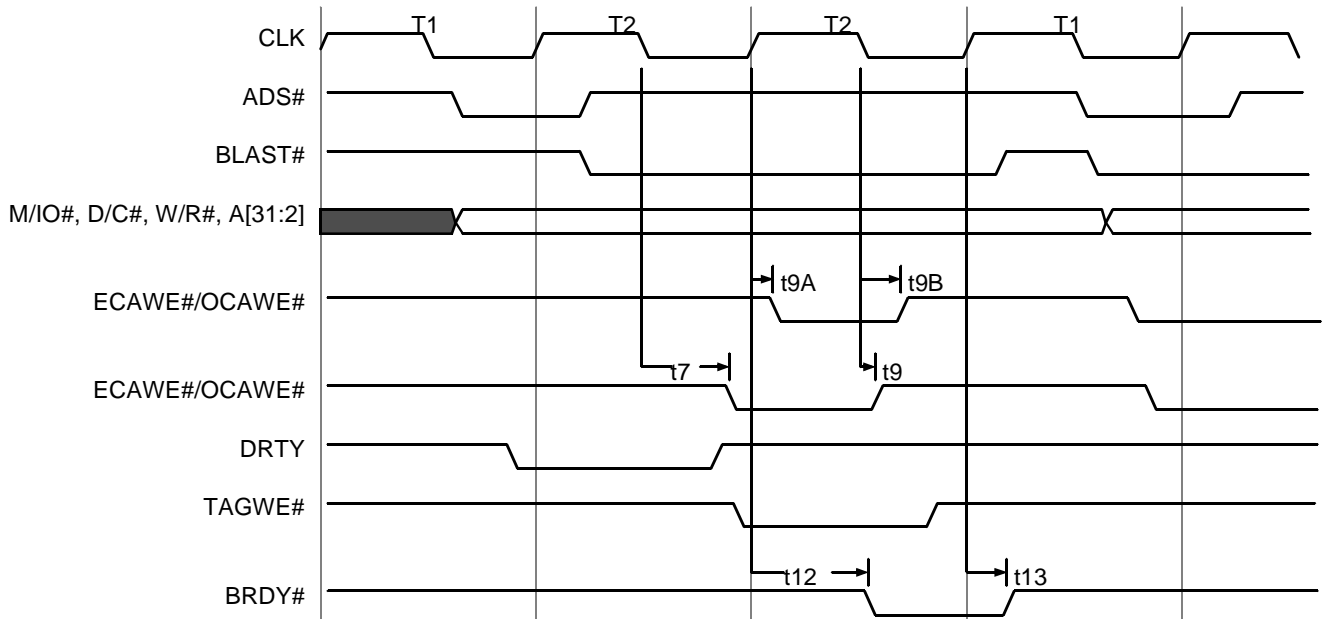 T1 T2 T2 T1
CLK
ADS#
BLAST#
M/IO#, D/C#, W/R#, A[31:2]
t9A t9B
ECAWE#/OCAWE#
t7 t9
ECAWE#/OCAWE#
DRTY
TAGWE#
t12 t13
BRDY#